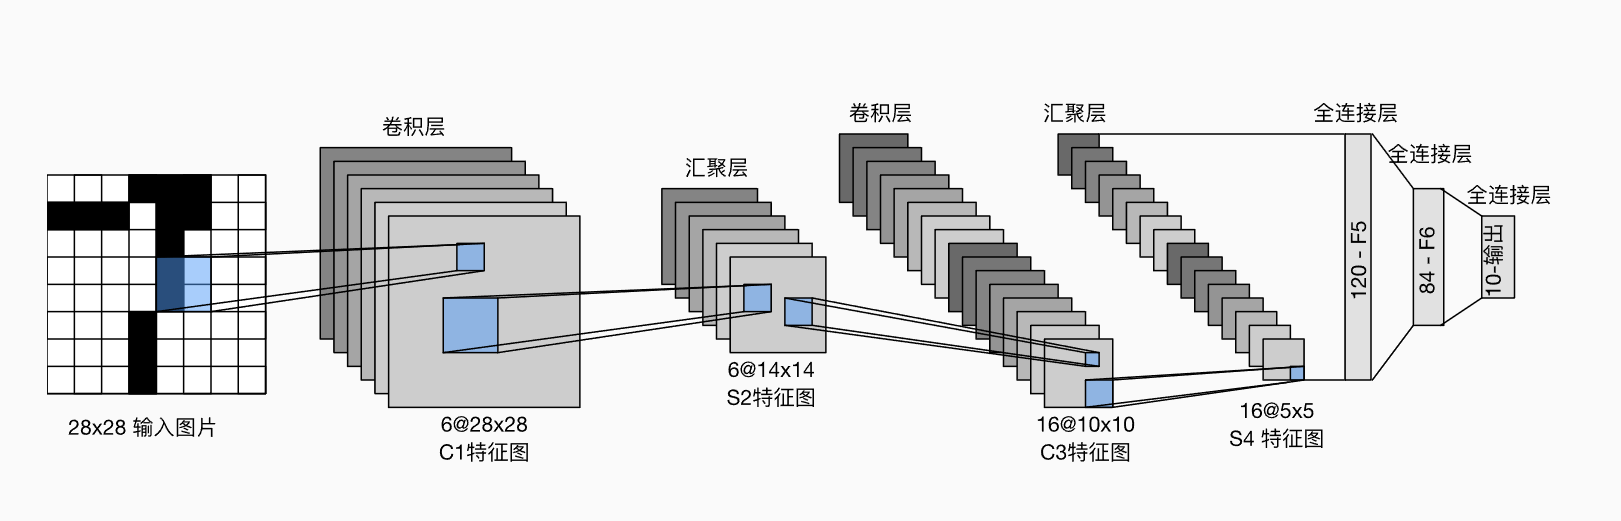 卷积层
汇聚层
卷积层
汇聚层
全连接层
全连接层
全连接层
120 - F5
84 - F6
10-输出
28x28 输入图片
6@28x28
C1特征图
6@14x14
S2特征图
16@10x10
C3特征图
16@5x5
S4 特征图